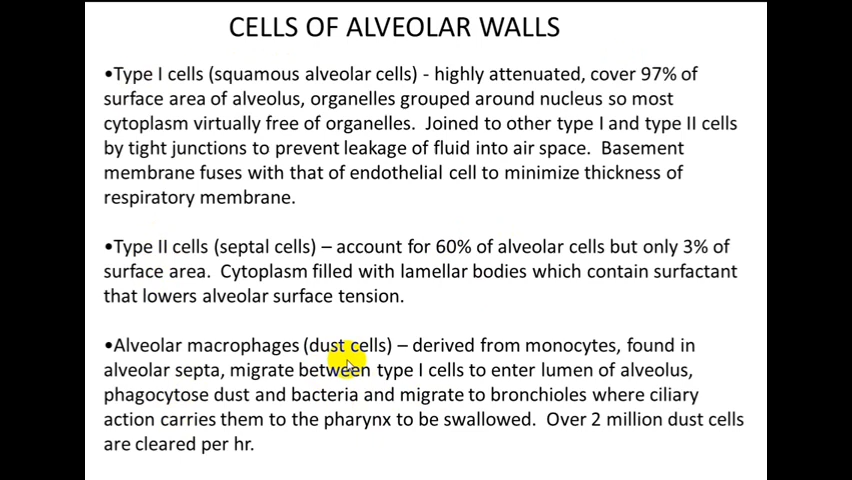 CELLS OF ALVEOLAR WALLS
•Type I cells (squamous alveolar cells) - highly attenuated, cover 97% of
surface area of alveolus, organelles grouped around nucleus so most
cytoplasm virtually free of organelles.  Joined to other type I and type II cells
by tight junctions to prevent leakage of fluid into air space.  Basement
membrane fuses with that of endothelial cell to minimize thickness of
respiratory membrane.
•Type II cells (septal cells) – account for 60% of alveolar cells but only 3% of
surface area.  Cytoplasm filled with lamellar bodies which contain surfactant
that lowers alveolar surface tension.
•Alveolar macrophages (dust cells) – derived from monocytes, found in
alveolar septa, migrate between type I cells to enter lumen of alveolus,
phagocytose dust and bacteria and migrate to bronchioles where ciliary
action carries them to the pharynx to be swallowed.  Over 2 million dust cells
are cleared per hr.